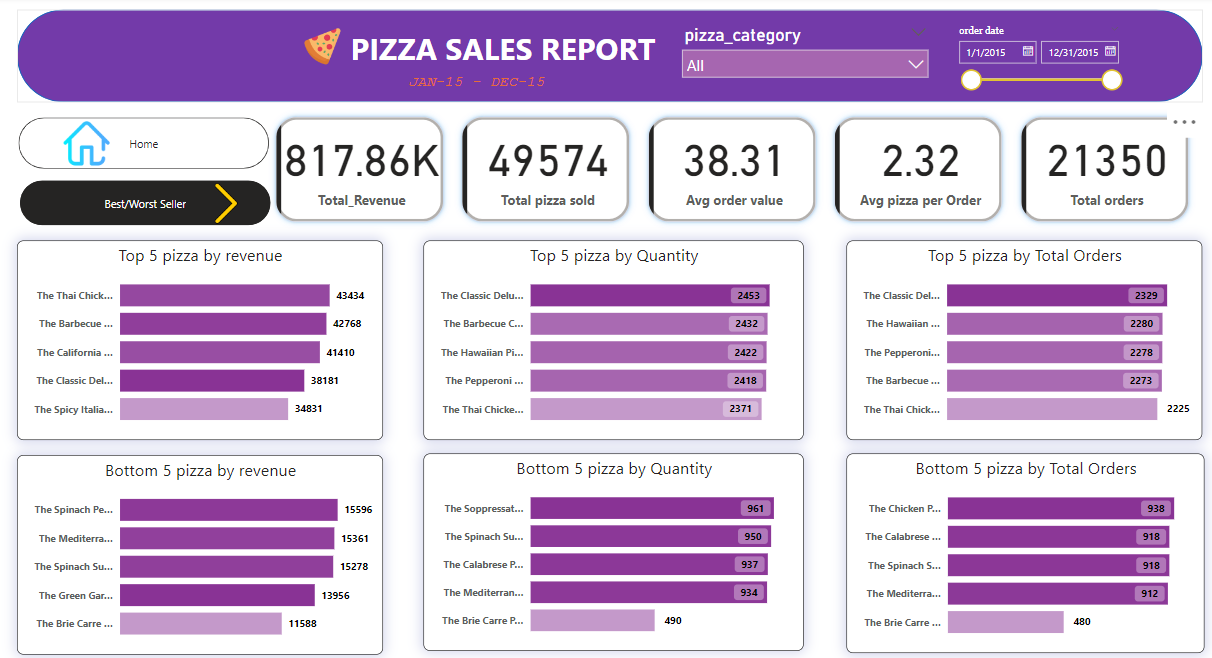 PIZZA SALES REPORT
JAN-15 - DEC-15
pizza_category
All
order date
1/1/2015
12/31/2015
Home
Best/Worst Seller
817.86K
Total_Revenue
49574
Total pizza sold
38.31
Avg order value
2.32
Avg pizza per Order
21350
Total orders
Top 5 pizza by revenue
The Thai Chick... 43434
The Barbecue ... 42768
The California ... 41410
The Classic Del... 38181
The Spicy Italia... 34831
Top 5 pizza by Quantity
The Classic Delu... 2453
The Barbecue C... 2432
The Hawaiian Pi... 2422
The Pepperoni ... 2418
The Thai Chicke... 2371
Top 5 pizza by Total Orders
The Classic Del... 2329
The Hawaiian ... 2280
The Pepperoni... 2278
The Barbecue ... 2273
The Thai Chick... 2225
Bottom 5 pizza by revenue
The Spinach Pe... 15596
The Mediterra... 15361
The Spinach Su... 15278
The Green Gar... 13956
The Brie Carre ... 11588
Bottom 5 pizza by Quantity
The Soppressat... 961
The Spinach Su... 950
The Calabrese P... 937
The Mediterran... 934
The Brie Carre P... 490
Bottom 5 pizza by Total Orders
The Chicken P... 938
The Calabrese ... 918
The Spinach S... 918
The Mediterra... 912
The Brie Carre ... 480